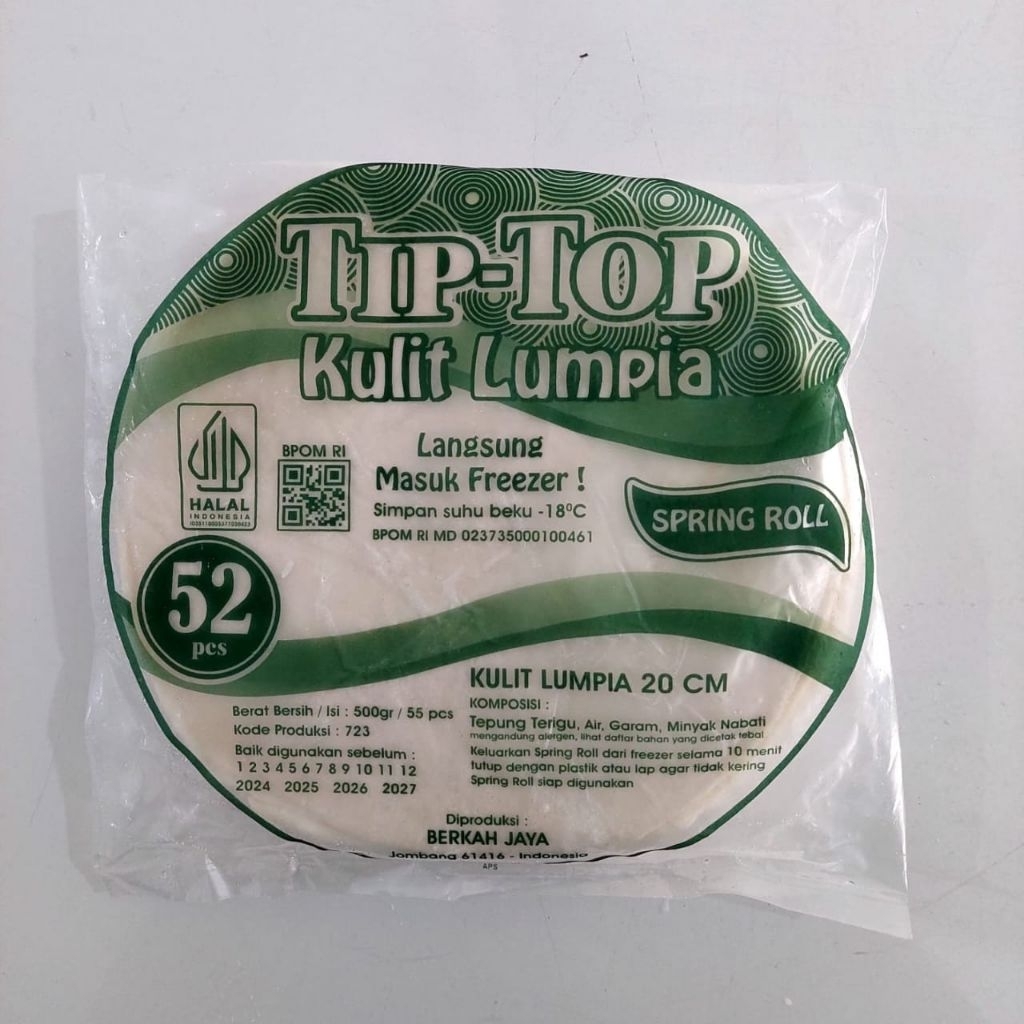 TIP-TOP
Kulit Lumpia
HALAL
INDONESIA
BPOM RI
Langsung
Masuk Freezer !
Simpan suhu beku -18⁰C
BPOM RI MD 023735000100461
SPRING ROLL
52
pcs
Berat Bersih / Isi : 500gr / 55 pcs
Kode Produksi : 723
Baik digunakan sebelum :
1 2 3 4 5 6 7 8 9 10 11 12
2024 2025 2026 2027
KULIT LUMPIA 20 CM
KOMPOSISI :
Tepung Terigu, Air, Garam, Minyak Nabati
mengandung alergen, lihat daftar bahan yang dicetak tebal
Keluarkan Spring Roll dari freezer selama 10 menit
tutup dengan plastik atau lap agar tidak kering
Spring Roll siap digunakan
Diproduksi :
BERKAH JAYA
Jombang 61416 - Indonesia
APS